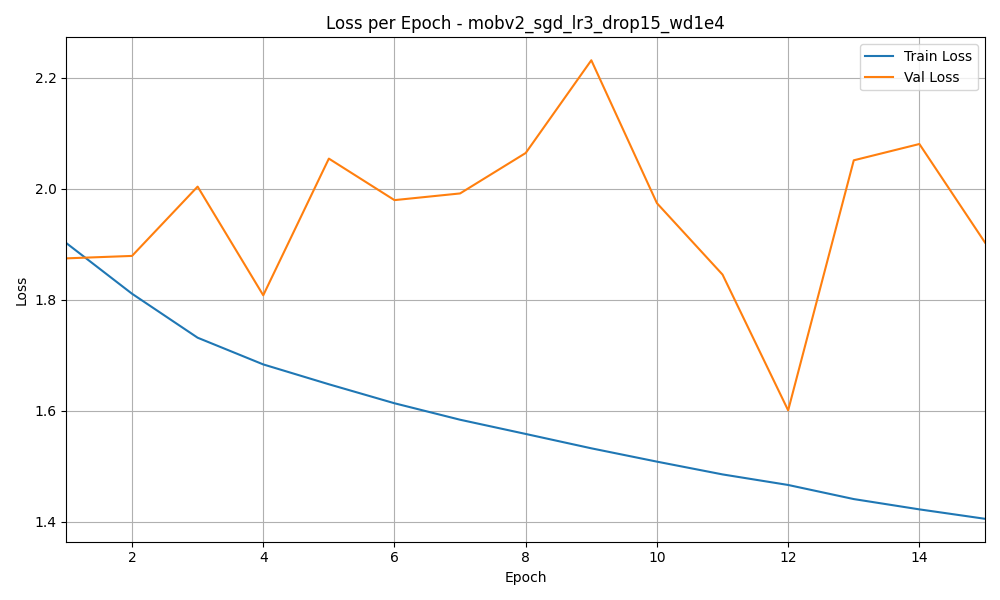 Loss per Epoch - mobv2_sgd_lr3_drop15_wd1e4
Train Loss
Val Loss
2.2
2.0
1.8
1.6
1.4
Loss
2 4 6 8 10 12 14
Epoch